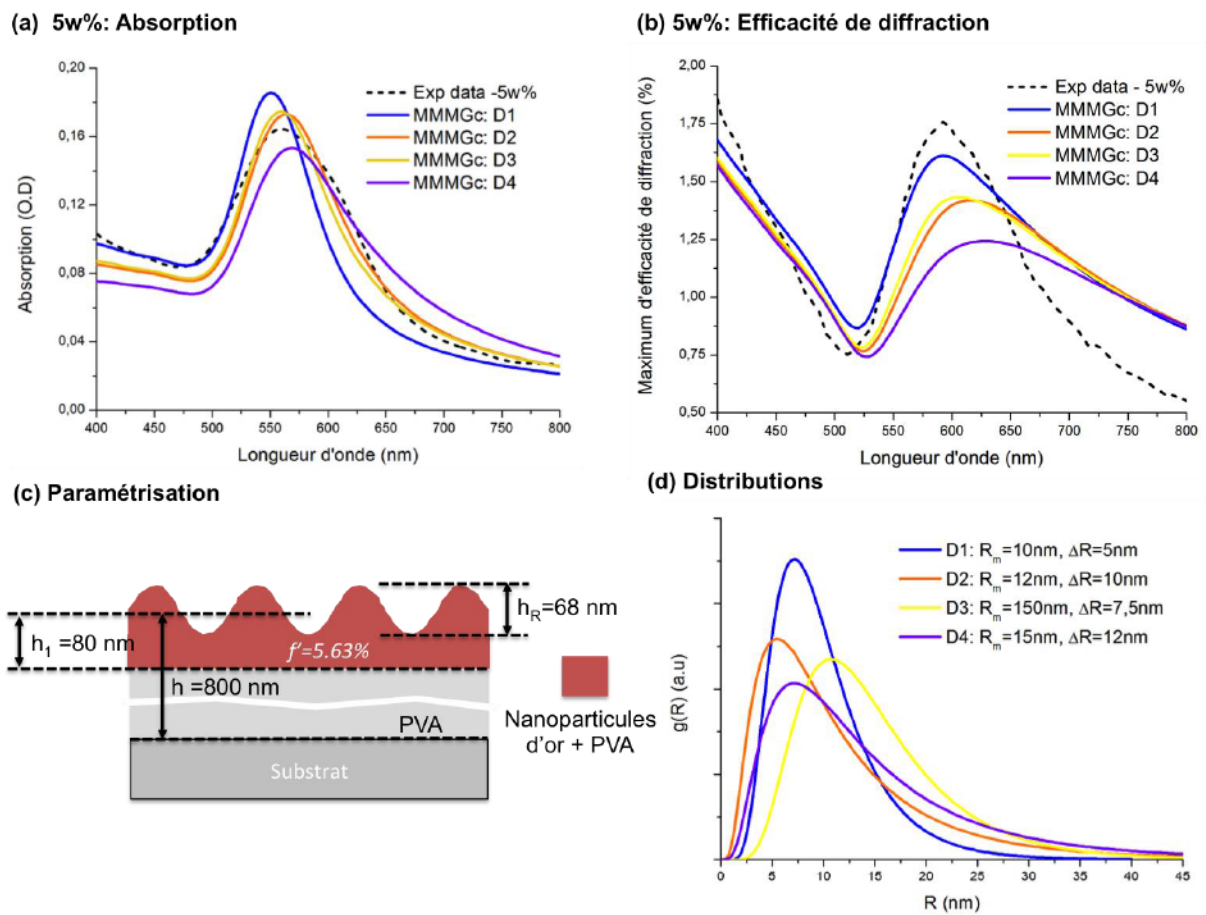 (a) 5w%: Absorption
0,20
0,16
0,12
0,08
0,04
0,00
Absorption (O.D)
400 450 500 550 600 650 700 750 800
Longueur d'onde (nm)
Exp data -5w%
MMMGc: D1
MMMGc: D2
MMMGc: D3
MMMGc: D4
(b) 5w%: Efficacité de diffraction
2,00
1,75
1,50
1,25
1,00
0,75
0,50
Maximum d'efficacité de diffraction (%)
400 450 500 550 600 650 700 750 800
Longueur d'onde (nm)
Exp data - 5w%
MMMGc: D1
MMMGc: D2
MMMGc: D3
MMMGc: D4
(c) Paramétrisation
h1 =80 nm
hR=68 nm
f'=5.63%
h=800 nm
PVA
Substrat
Nanoparticules
d'or + PVA
(d) Distributions
g(R) (a.u)
D1: Rm=10nm, ΔR=5nm
D2: Rm=12nm, ΔR=10nm
D3: Rm=150nm, ΔR=7,5nm
D4: Rm=15nm, ΔR=12nm
0 5 10 15 20 25 30 35 40 45
R (nm)